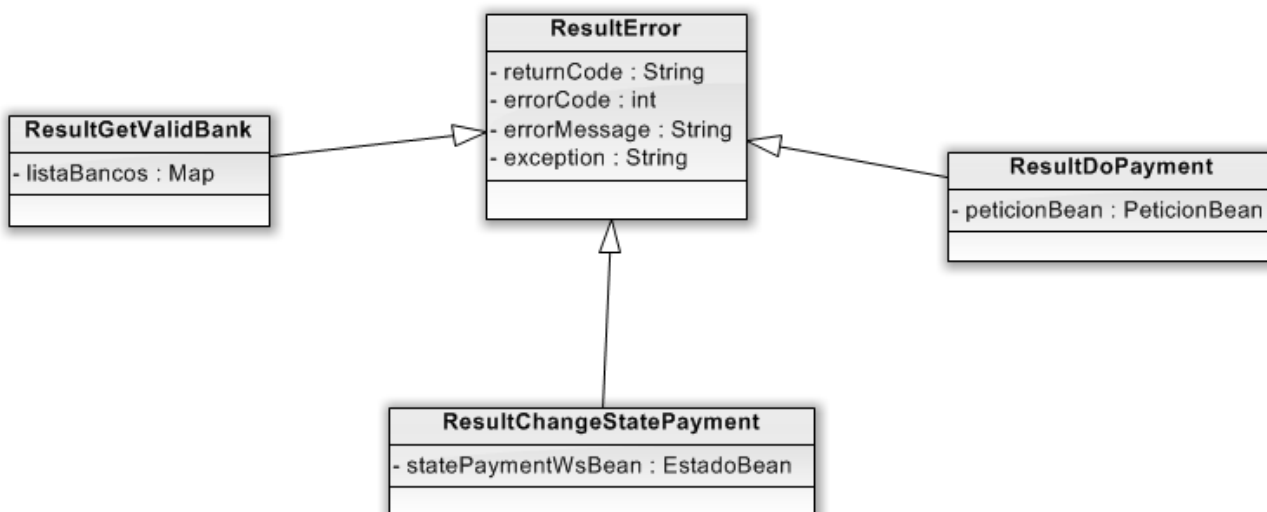 ResultError
- returnCode : String
- errorCode : int
- errorMessage : String
- exception : String
ResultGetValidBank
- listaBancos : Map
ResultDoPayment
- peticionBean : PeticionBean
ResultChangeStatePayment
- statePaymentWsBean : EstadoBean